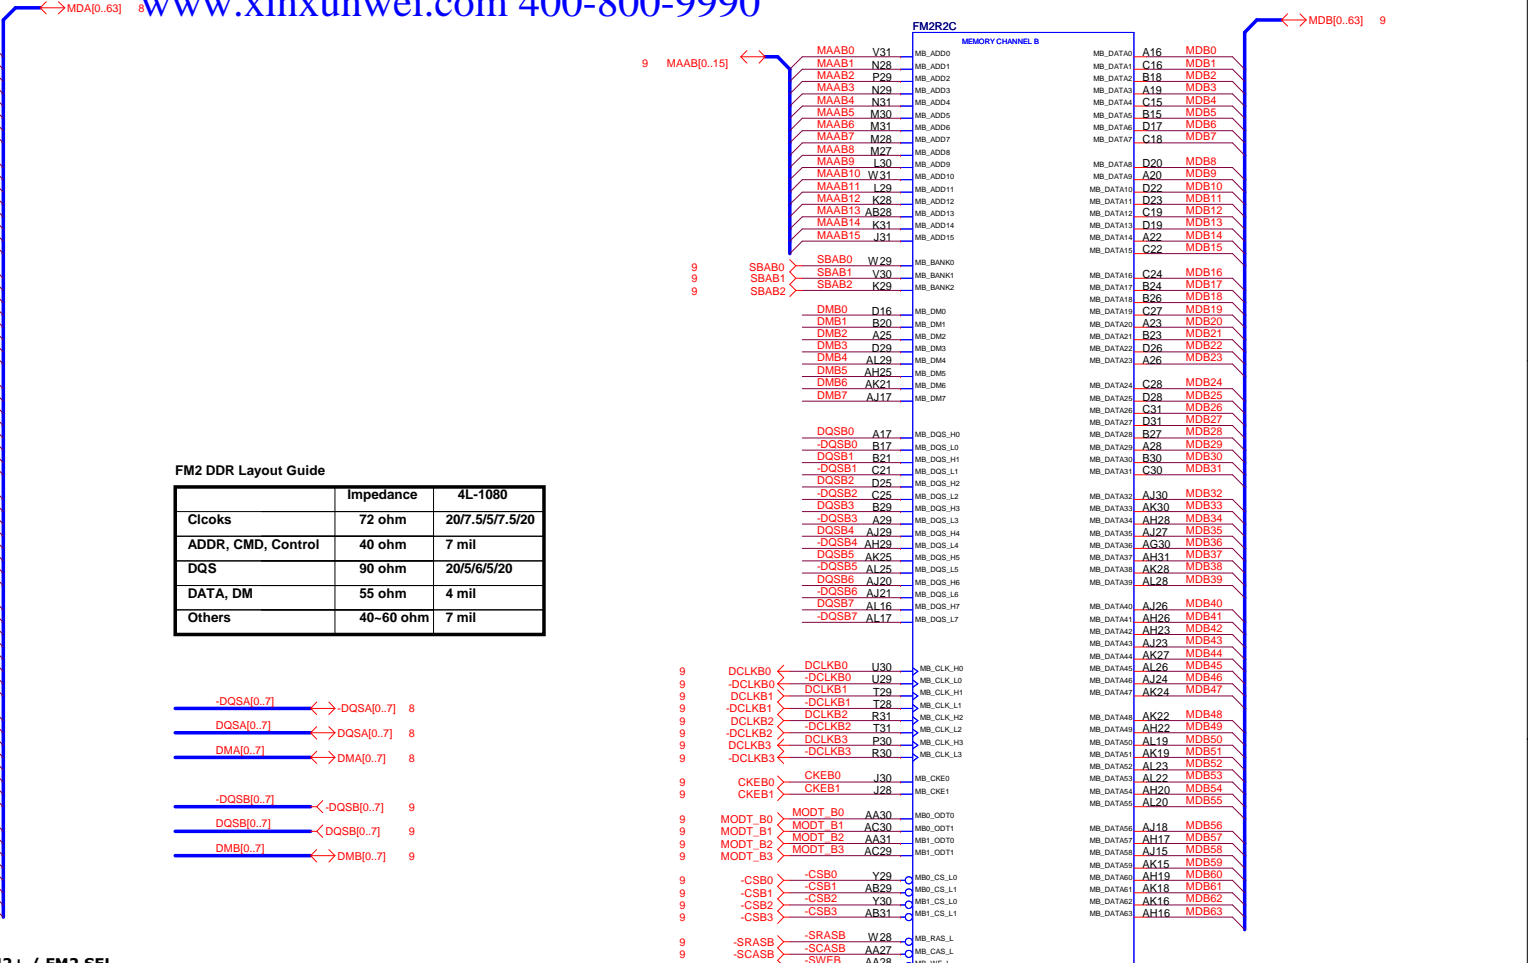 MDA[0..63] 8
www.xinxunwei.com 400-800-9990
FM2R2C
MDB[0..63] 9
MEMORY CHANNEL B
9 MAAB[0..15]
MAAB0 V31 MB_ADD0
MAAB1 N28 MB_ADD1
MAAB2 P29 MB_ADD2
MAAB3 N29 MB_ADD3
MAAB4 N31 MB_ADD4
MAAB5 M30 MB_ADD5
MAAB6 M31 MB_ADD6
MAAB7 M28 MB_ADD7
MAAB8 M27 MB_ADD8
MAAB9 L30 MB_ADD9
MAAB10 W31 MB_ADD10
MAAB11 L29 MB_ADD11
MAAB12 K28 MB_ADD12
MAAB13 AB28 MB_ADD13
MAAB14 K31 MB_ADD14
MAAB15 J31 MB_ADD15
9 SBAB0 SBAB0 W29 MB_BANK0
9 SBAB1 SBAB1 V30 MB_BANK1
9 SBAB2 SBAB2 K29 MB_BANK2
DMB0 D16 MB_DM0
DMB1 B20 MB_DM1
DMB2 A25 MB_DM2
DMB3 D29 MB_DM3
DMB4 AL29 MB_DM4
DMB5 AH25 MB_DM5
DMB6 AK21 MB_DM6
DMB7 AJ17 MB_DM7
DQSB0 A17 MB_DQS_H0
-DQSB0 B17 MB_DQS_L0
DQSB1 B21 MB_DQS_H1
-DQSB1 C21 MB_DQS_L1
DQSB2 D25 MB_DQS_H2
-DQSB2 C25 MB_DQS_L2
DQSB3 B29 MB_DQS_H3
-DQSB3 A29 MB_DQS_L3
DQSB4 AJ29 MB_DQS_H4
-DQSB4 AH29 MB_DQS_L4
DQSB5 AK25 MB_DQS_H5
-DQSB5 AL25 MB_DQS_L5
DQSB6 AJ20 MB_DQS_H6
-DQSB6 AJ21 MB_DQS_L6
DQSB7 AL16 MB_DQS_H7
-DQSB7 AL17 MB_DQS_L7
9 DCLKB0 DCLKB0 U30 MB_CLK_H0
9 -DCLKB0 -DCLKB0 U29 MB_CLK_L0
9 DCLKB1 DCLKB1 T29 MB_CLK_H1
9 -DCLKB1 -DCLKB1 T28 MB_CLK_L1
9 DCLKB2 DCLKB2 R31 MB_CLK_H2
9 -DCLKB2 -DCLKB2 T31 MB_CLK_L2
9 DCLKB3 DCLKB3 P30 MB_CLK_H3
9 -DCLKB3 -DCLKB3 R30 MB_CLK_L3
9 CKEB0 CKEB0 J30 MB_CKE0
9 CKEB1 CKEB1 J28 MB_CKE1
9 MODT_B0 MODT_B0 AA30 MB0_ODT0
9 MODT_B1 MODT_B1 AC30 MB0_ODT1
9 MODT_B2 MODT_B2 AA31 MB1_ODT0
9 MODT_B3 MODT_B3 AC29 MB1_ODT1
9 -CSB0 -CSB0 Y29 MB0_CS_L0
9 -CSB1 -CSB1 AB29 MB0_CS_L1
9 -CSB2 -CSB2 Y30 MB1_CS_L0
9 -CSB3 -CSB3 AB31 MB1_CS_L1
9 -SRASB -SRASB W28 MB_RAS_L
9 -SCASB -SCASB AA27 MB_CAS_L
-SWEB AA28 MB_WE_L
MB_DATA0 A16 MDB0
MB_DATA1 C16 MDB1
MB_DATA2 B18 MDB2
MB_DATA3 A19 MDB3
MB_DATA4 C15 MDB4
MB_DATA5 B15 MDB5
MB_DATA6 D17 MDB6
MB_DATA7 C18 MDB7
MB_DATA8 D20 MDB8
MB_DATA9 A20 MDB9
MB_DATA10 D22 MDB10
MB_DATA11 D23 MDB11
MB_DATA12 C19 MDB12
MB_DATA13 D19 MDB13
MB_DATA14 A22 MDB14
MB_DATA15 C22 MDB15
MB_DATA16 C24 MDB16
MB_DATA17 B24 MDB17
MB_DATA18 B26 MDB18
MB_DATA19 C27 MDB19
MB_DATA20 A23 MDB20
MB_DATA21 B23 MDB21
MB_DATA22 D26 MDB22
MB_DATA23 A26 MDB23
MB_DATA24 C28 MDB24
MB_DATA25 D28 MDB25
MB_DATA26 C31 MDB26
MB_DATA27 D31 MDB27
MB_DATA28 B27 MDB28
MB_DATA29 A28 MDB29
MB_DATA30 B30 MDB30
MB_DATA31 C30 MDB31
MB_DATA32 AJ30 MDB32
MB_DATA33 AK30 MDB33
MB_DATA34 AH28 MDB34
MB_DATA35 AJ27 MDB35
MB_DATA36 AG30 MDB36
MB_DATA37 AH31 MDB37
MB_DATA38 AK28 MDB38
MB_DATA39 AL28 MDB39
MB_DATA40 AJ26 MDB40
MB_DATA41 AH26 MDB41
MB_DATA42 AH23 MDB42
MB_DATA43 AJ23 MDB43
MB_DATA44 AK27 MDB44
MB_DATA45 AL26 MDB45
MB_DATA46 AJ24 MDB46
MB_DATA47 AK24 MDB47
MB_DATA48 AK22 MDB48
MB_DATA49 AH22 MDB49
MB_DATA50 AL19 MDB50
MB_DATA51 AK19 MDB51
MB_DATA52 AL23 MDB52
MB_DATA53 AL22 MDB53
MB_DATA54 AH20 MDB54
MB_DATA55 AL20 MDB55
MB_DATA56 AJ18 MDB56
MB_DATA57 AH17 MDB57
MB_DATA58 AJ15 MDB58
MB_DATA59 AK15 MDB59
MB_DATA60 AH19 MDB60
MB_DATA61 AK18 MDB61
MB_DATA62 AK16 MDB62
MB_DATA63 AH16 MDB63
FM2 DDR Layout Guide
Impedance 4L-1080
Clcoks 72 ohm 20/7.5/5/7.5/20
ADDR, CMD, Control 40 ohm 7 mil
DQS 90 ohm 20/5/6/5/20
DATA, DM 55 ohm 4 mil
Others 40~60 ohm 7 mil
-DQSA[0..7] -DQSA[0..7] 8
DQSA[0..7] DQSA[0..7] 8
DMA[0..7] DMA[0..7] 8
-DQSB[0..7] -DQSB[0..7] 9
DQSB[0..7] DQSB[0..7] 9
DMB[0..7] DMB[0..7] 9
M2+ / FM2 SEL